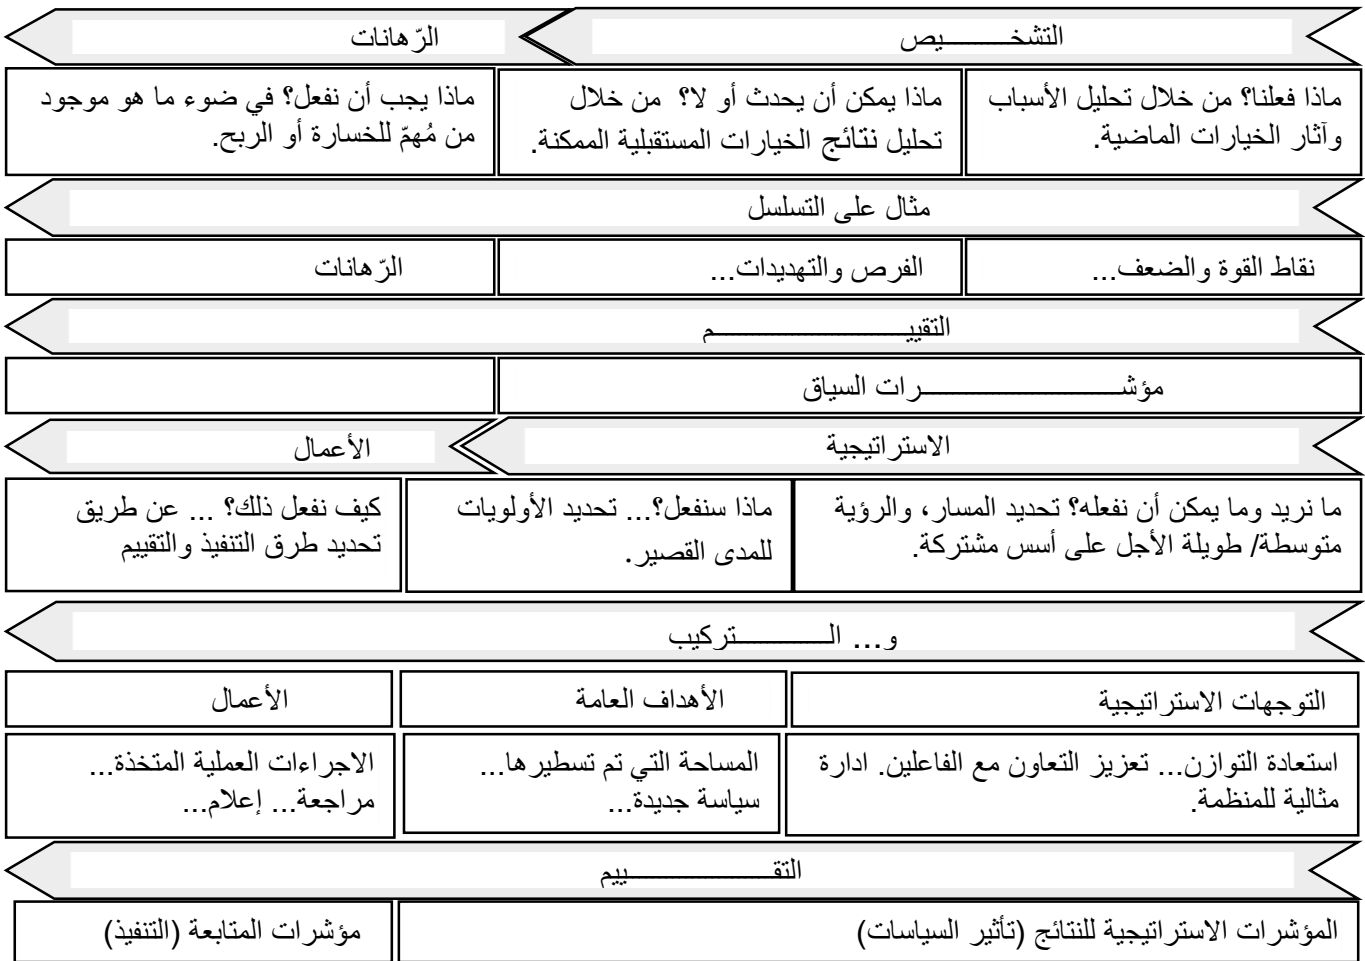 التشخيص
الرّهانات
ماذا فعلنا؟ من خلال تحليل الأسباب
وآثار الخيارات الماضية.
ماذا يمكن أن يحدث أو لا؟ من خلال
تحليل نتائج الخيارات المستقبلية الممكنة.
ماذا يجب أن نفعل؟ في ضوء ما هو موجود
من مُهمّ للخسارة أو الربح.
مثال على التسلسل
نقاط القوة والضعف...
الفرص والتهديدات...
الرّهانات
التقييم
مؤشرات السياق
الاستراتيجية
الأعمال
ما نريد وما يمكن أن نفعله؟ تحديد المسار، والرؤية
متوسطة/ طويلة الأجل على أسس مشتركة.
ماذا سنفعل؟... تحديد الأولويات
للمدى القصير.
كيف نفعل ذلك؟ ... عن طريق
تحديد طرق التنفيذ والتقييم
و... التركيب
التوجهات الاستراتيجية
الأهداف العامة
الأعمال
استعادة التوازن... تعزيز التعاون مع الفاعلين. ادارة
مثالية للمنظمة.
المساحة التي تم تسطيرها...
سياسة جديدة...
الاجراءات العملية المتخذة...
مراجعة... إعلام...
التقييم
المؤشرات الاستراتيجية للنتائج (تأثير السياسات)
مؤشرات المتابعة (التنفيذ)